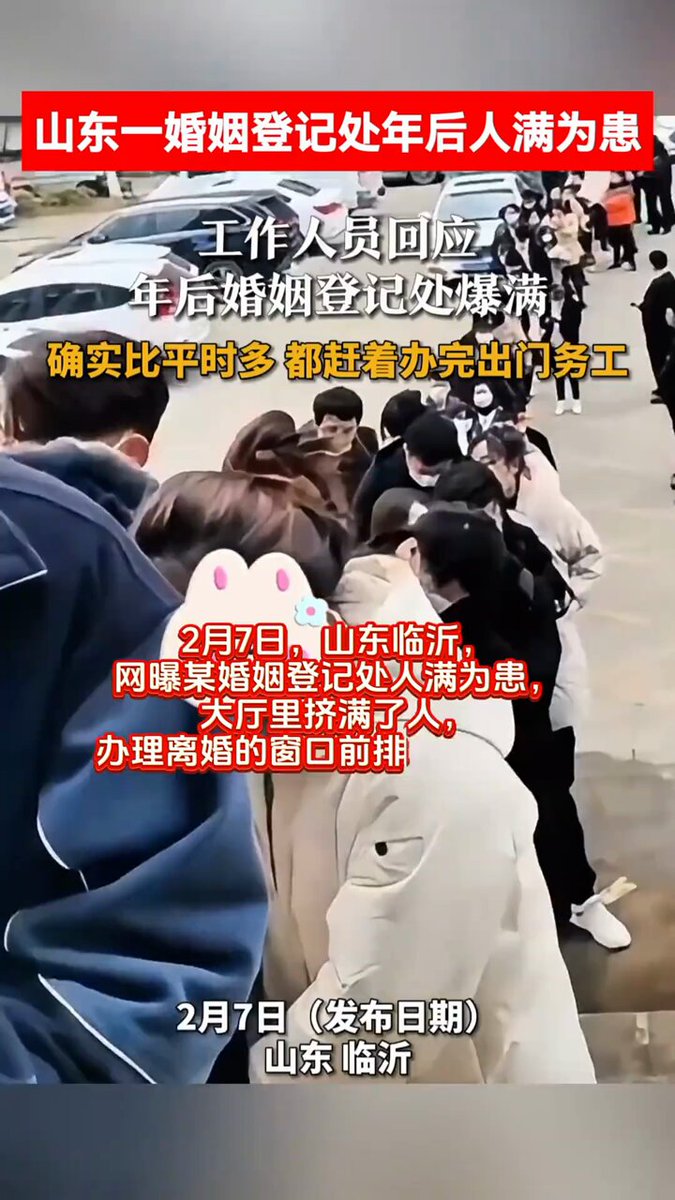 山东一婚姻登记处年后人满为患
工作人员回应
年后婚姻登记处爆满
确实比平时多 都赶着办完出门务工
2月7日，山东临沂，
网曝某婚姻登记处人满为患，
大厅里挤满了人，
办理离婚的窗口前排
2月7日（发布日期）
山东 临沂